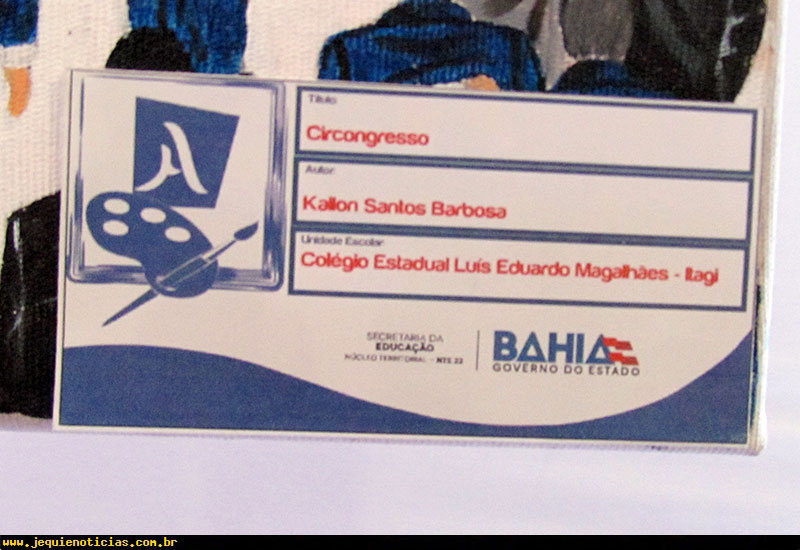 Título
Circongresso
Autor
Kallon Santos Barbosa
Unidade Escolar
Colégio Estadual Luís Eduardo Magalhães - Itagi
SECRETARIA DA
EDUCAÇÃO
NÚCLEO TERRITORIAL - NTE 22
BAHIA
GOVERNO DO ESTADO
www.jequienoticias.com.br